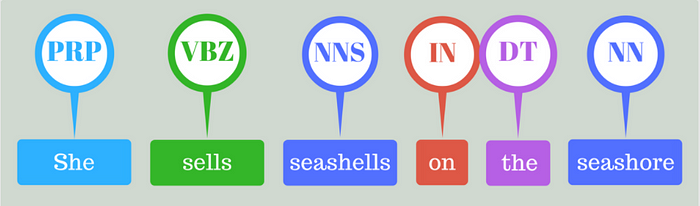 PRP VBZ NNS IN DT NN
She sells seashells on the seashore